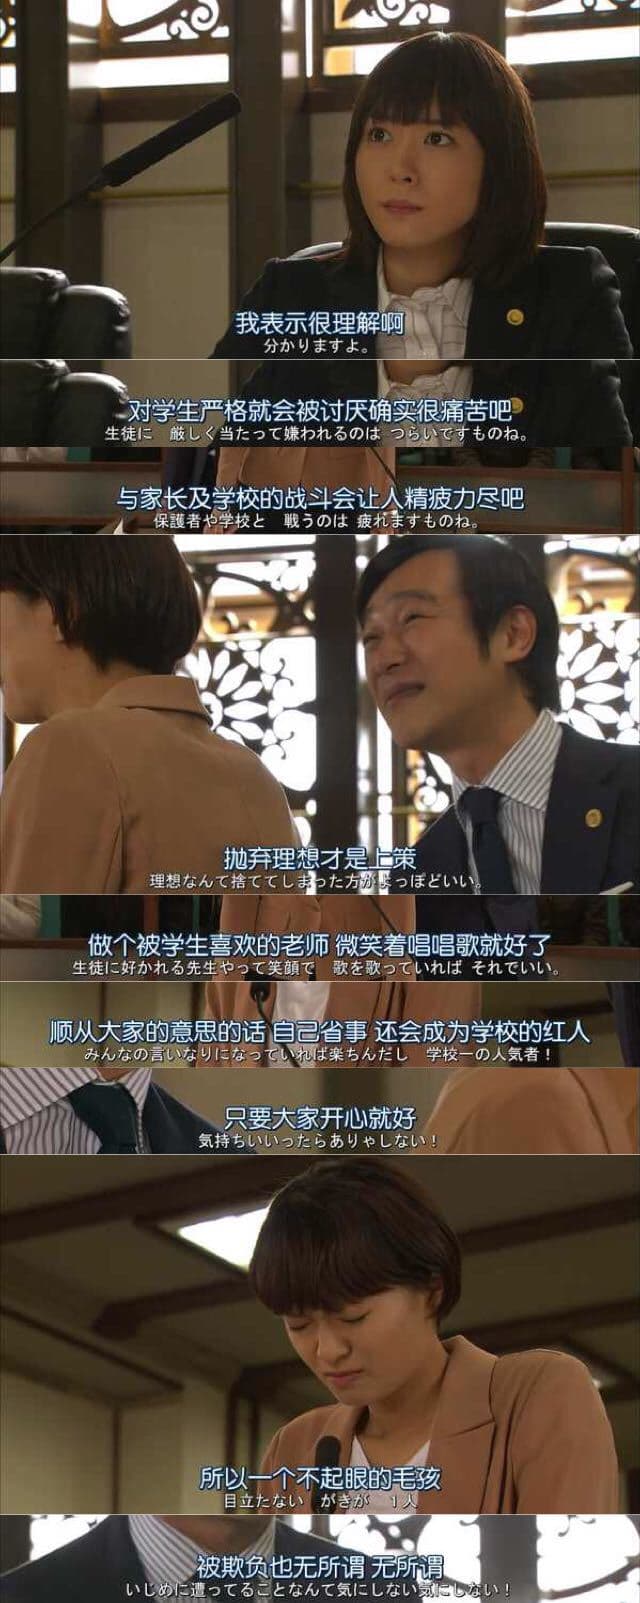 我表示很理解啊
分かりますよ。
对学生严格就会被讨厌确实很痛苦吧
生徒に 厳しく当たって嫌われるのは つらいですものね。
与家长及学校的战斗会让人精疲力尽吧
保護者や学校と 戦うのは 疲れますものね。
抛弃理想才是上策
理想なんて捨ててしまった方がよっぽどいい。
做个被学生喜欢的老师 微笑着唱唱歌就好了
生徒に好かれる先生やって笑顔で 歌を歌っていれば それでいい。
顺从大家的意思的话 自己省事 还会成为学校的红人
みんなの言いなりになっていれば楽ちんだし 学校一の人気者！
只要大家开心就好
気持ちいいったらありゃしない！
所以一个不起眼的毛孩
目立たない がきが 1人
被欺负也无所谓 无所谓
いじめに遭ってることなんて気にしない気にしない！